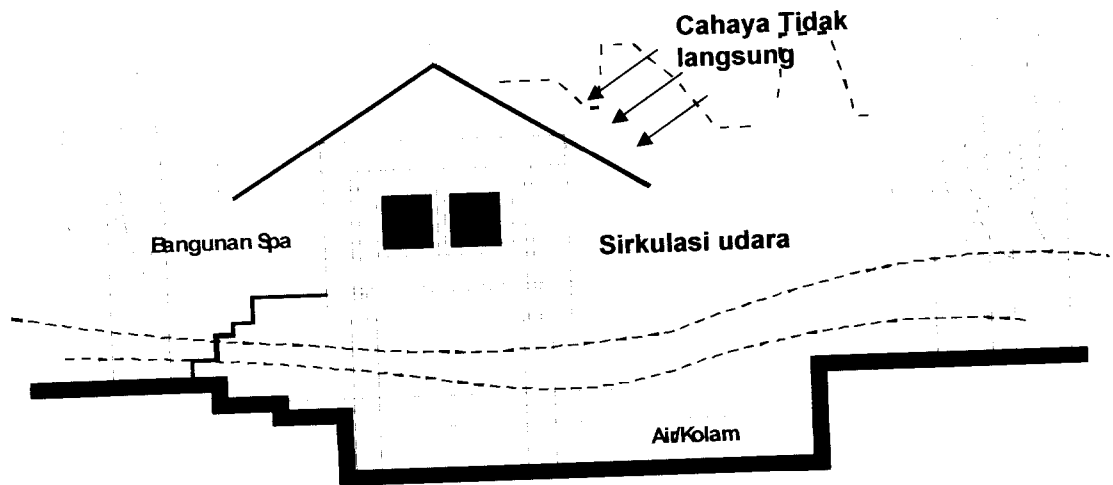 Cahaya Tidak
langsung
Bangunan Spa
Sirkulasi udara
Air/Kolam